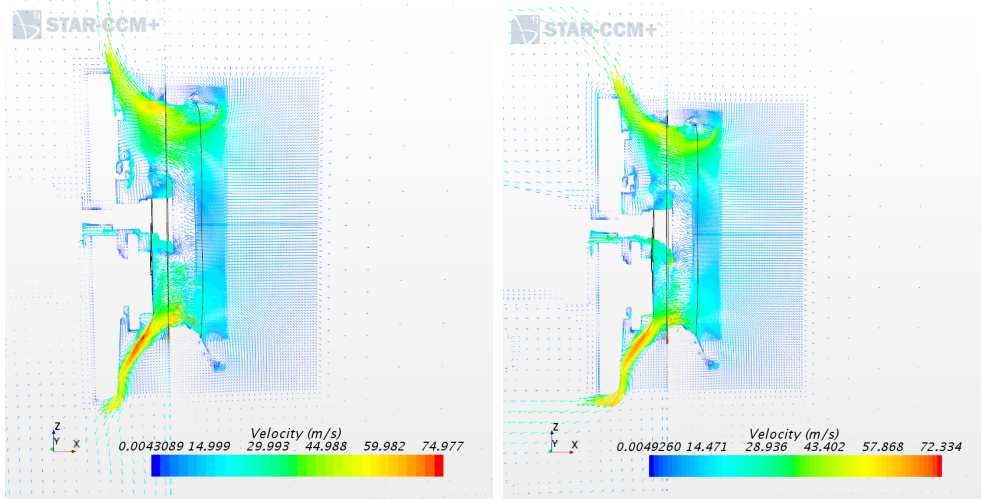 STAR-CCM+
Z
Y X
Velocity (m/s)
0.0043089 14.999 29.993 44.988 59.982 74.977
STAR-CCM+
Z
Y X
Velocity (m/s)
0.0049260 14.471 28.936 43.402 57.868 72.334